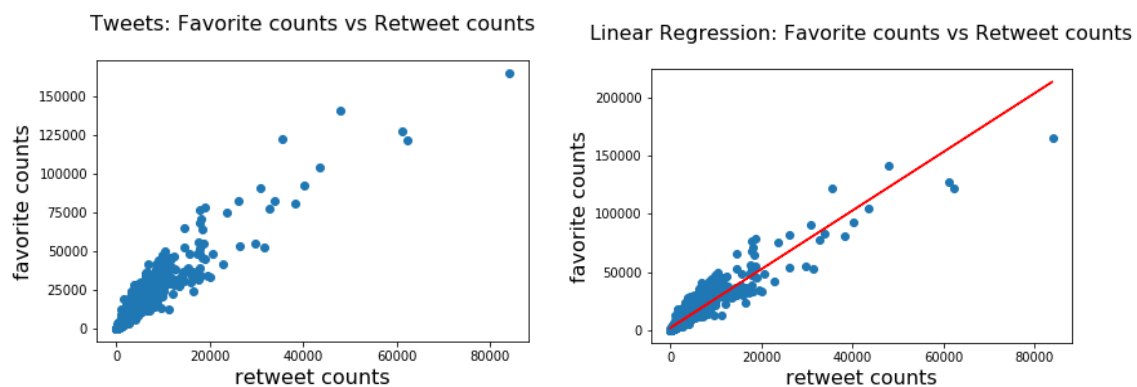 Tweets: Favorite counts vs Retweet counts
150000
125000
100000
75000
50000
25000
0
favorite counts
0 20000 40000 60000 80000
retweet counts
Linear Regression: Favorite counts vs Retweet counts
200000
150000
100000
50000
0
favorite counts
0 20000 40000 60000 80000
retweet counts